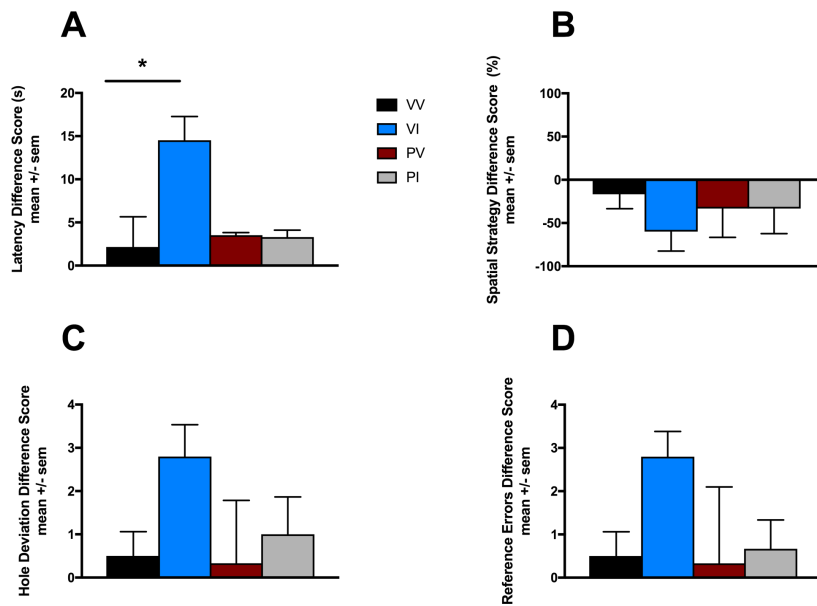 A
*
Latency Difference Score (s)
mean +/- sem
20
15
10
5
0
VV
VI
PV
PI
B
Spatial Strategy Difference Score (%)
mean +/- sem
100
50
0
-50
-100
C
Hole Deviation Difference Score
mean +/- sem
4
3
2
1
0
D
Reference Errors Difference Score
mean +/- sem
4
3
2
1
0